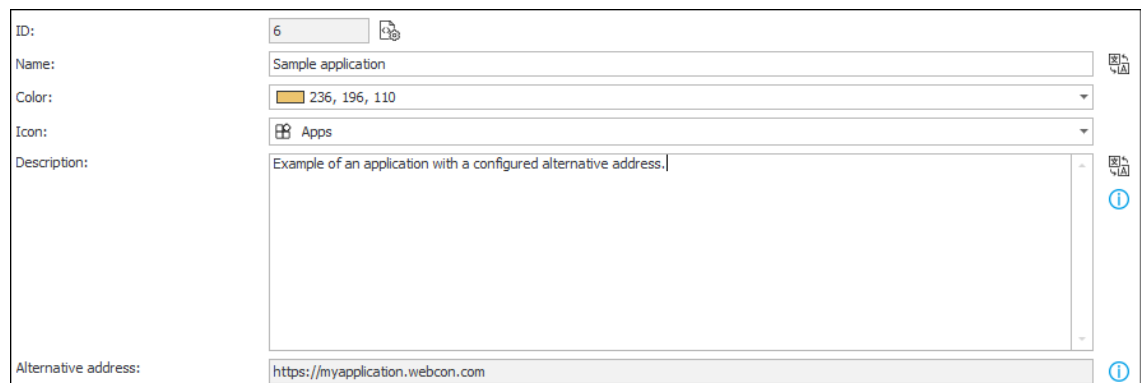 ID: 6
Name: Sample application
Color: 236, 196, 110
Icon: Apps
Description: Example of an application with a configured alternative address.
Alternative address: https://myapplication.webcon.com